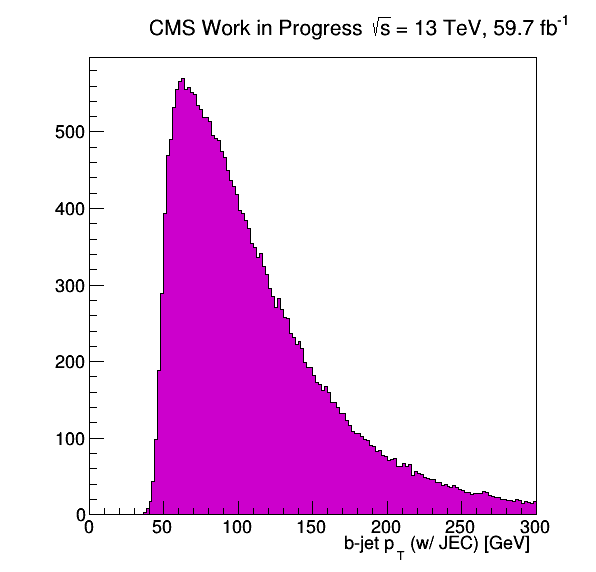 CMS Work in Progress √s = 13 TeV, 59.7 fb⁻¹
500
400
300
200
100
0
0 50 100 150 200 250 300
b-jet p_T (w/ JEC) [GeV]